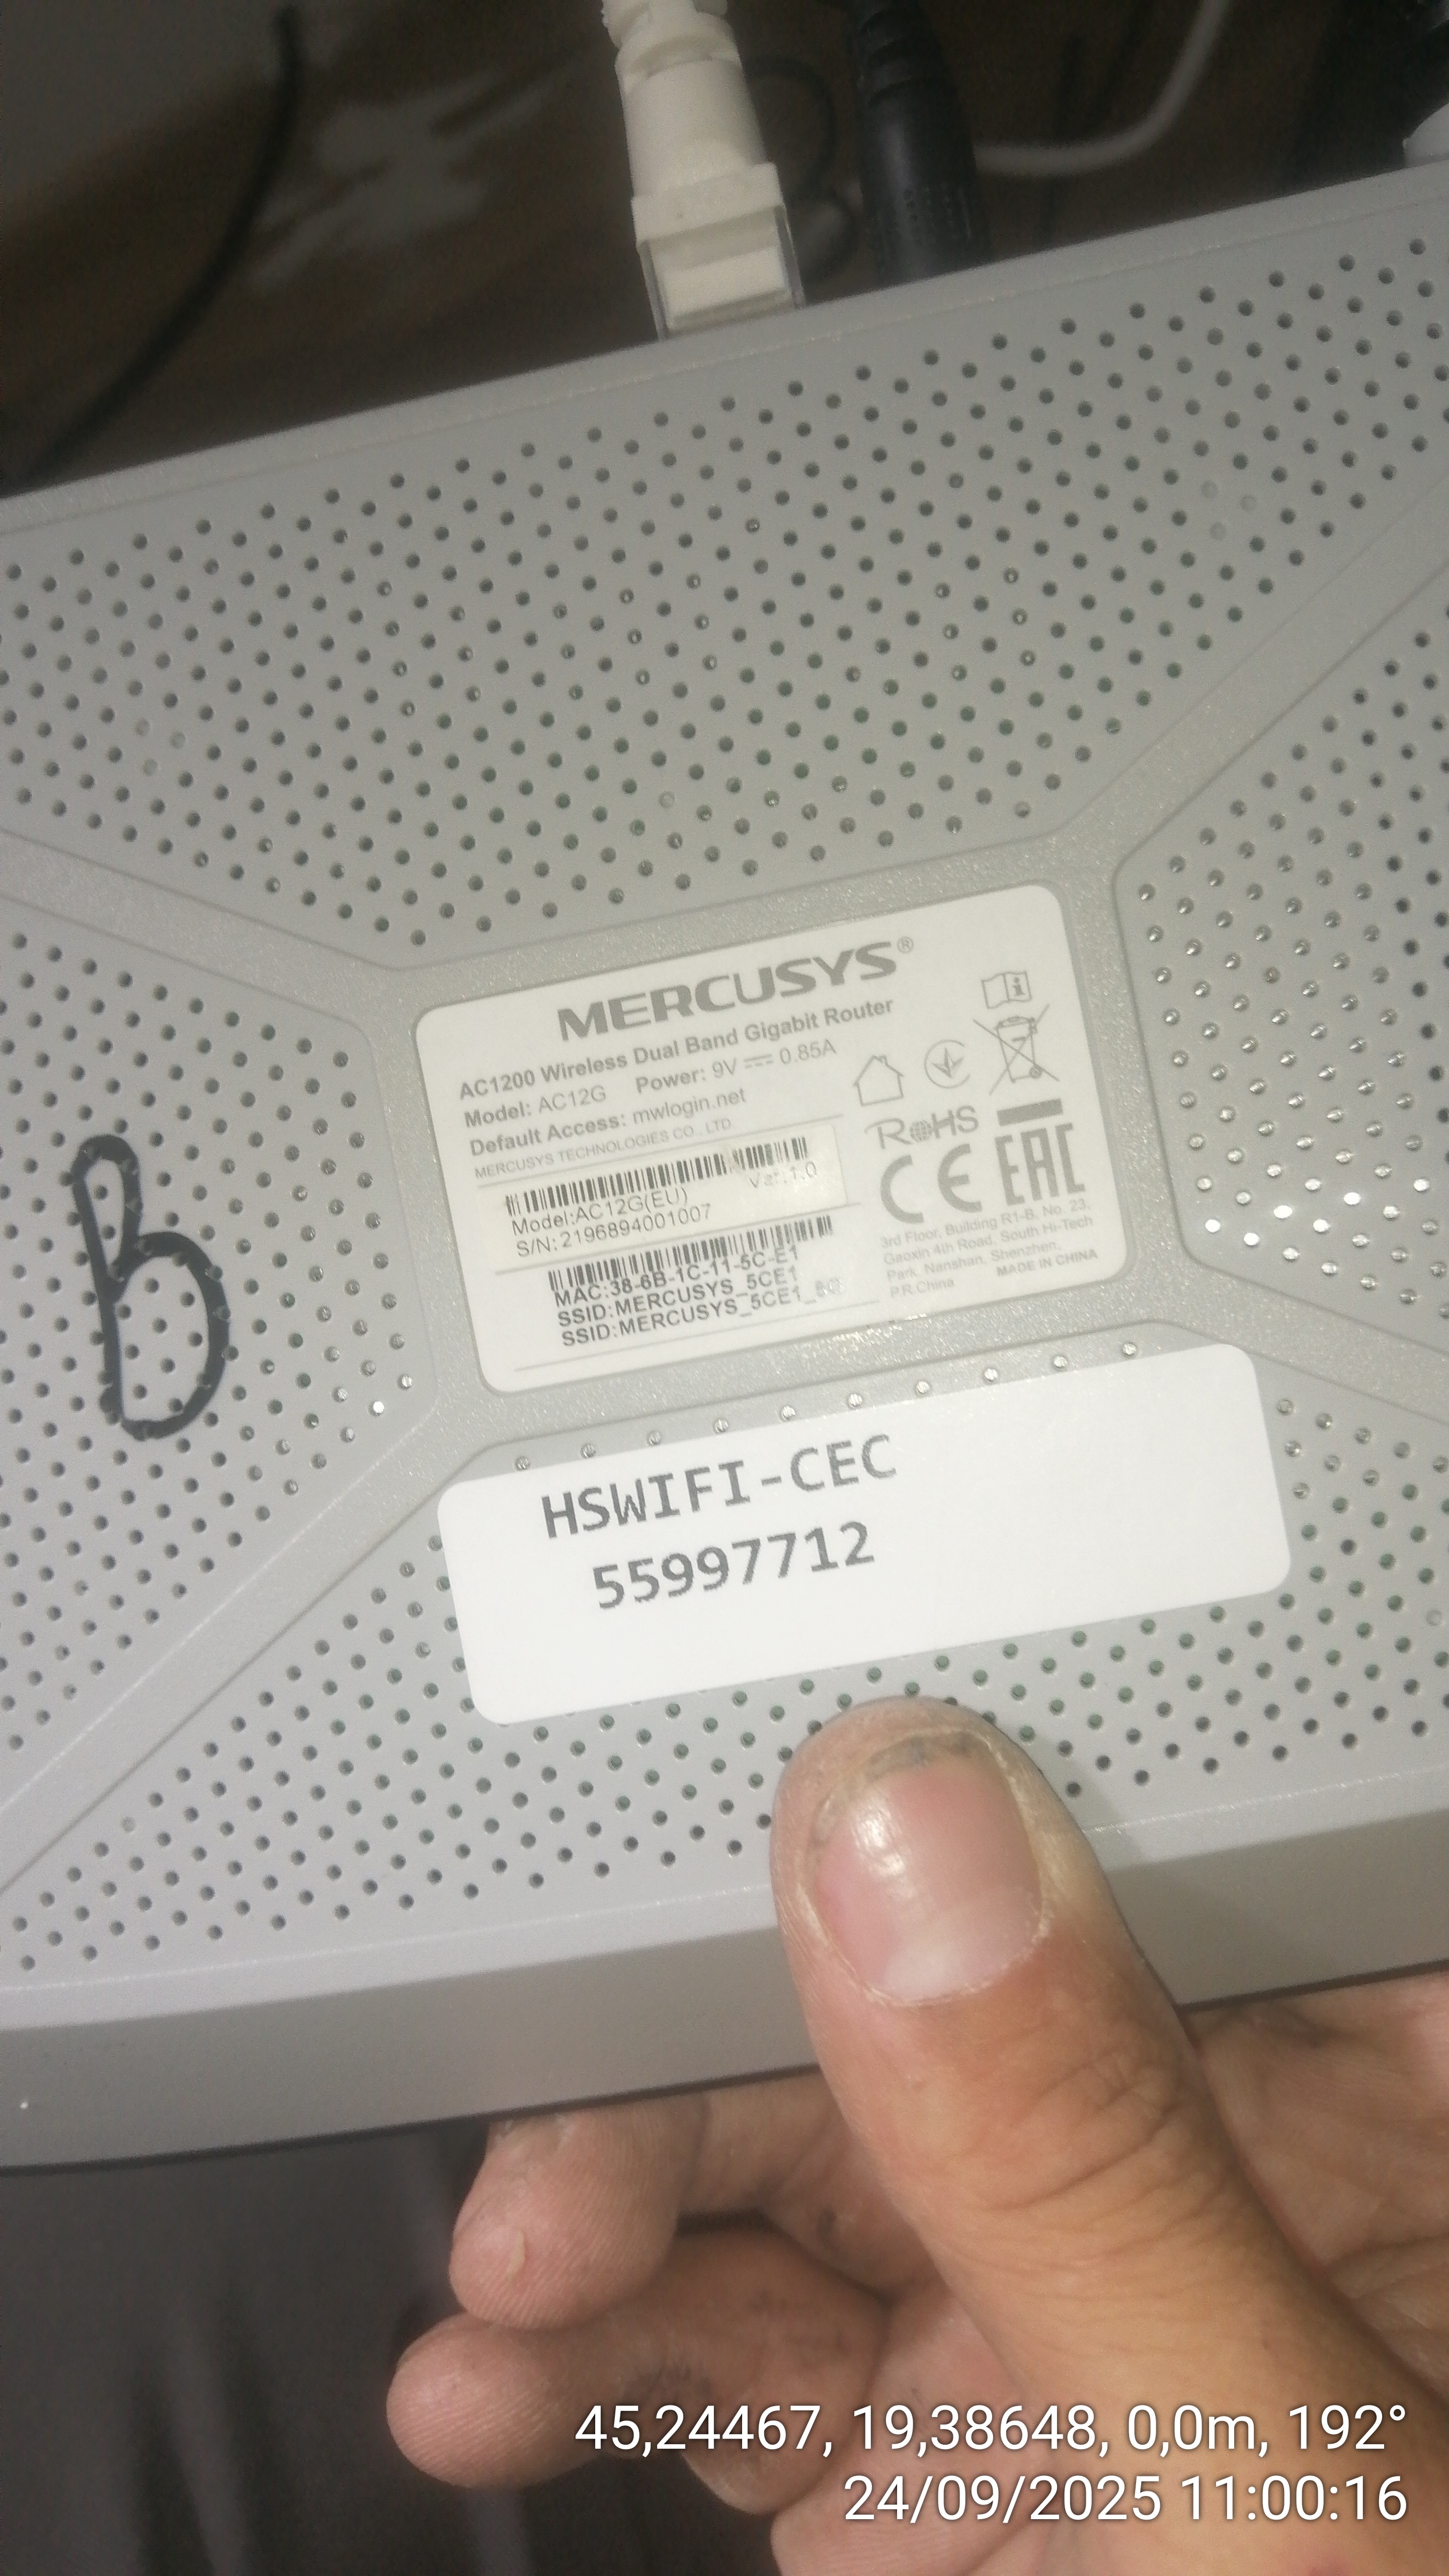 MERCUSYS®
AC1200 Wireless Dual Band Gigabit Router
Model: AC12G Power: 9V 0.85A
Default Access: mwlogin.net
MERCUSYS TECHNOLOGIES CO., LTD.
Model:AC12G(EU) Ver:1.0
S/N:2196894001007
MAC:38-6B-1C-11-5C-E1
SSID:MERCUSYS_5CE1
SSID:MERCUSYS_5CE1_5G
RoHS
CE EAC
3rd Floor, Building R1-B, No. 23,
Gaoxin 4th Road, South Hi-Tech
Park, Nanshan, Shenzhen,
P.R.China MADE IN CHINA
B
HSWIFI-CEC
55997712
45,24467, 19,38648, 0,0m, 192°
24/09/2025 11:00:16